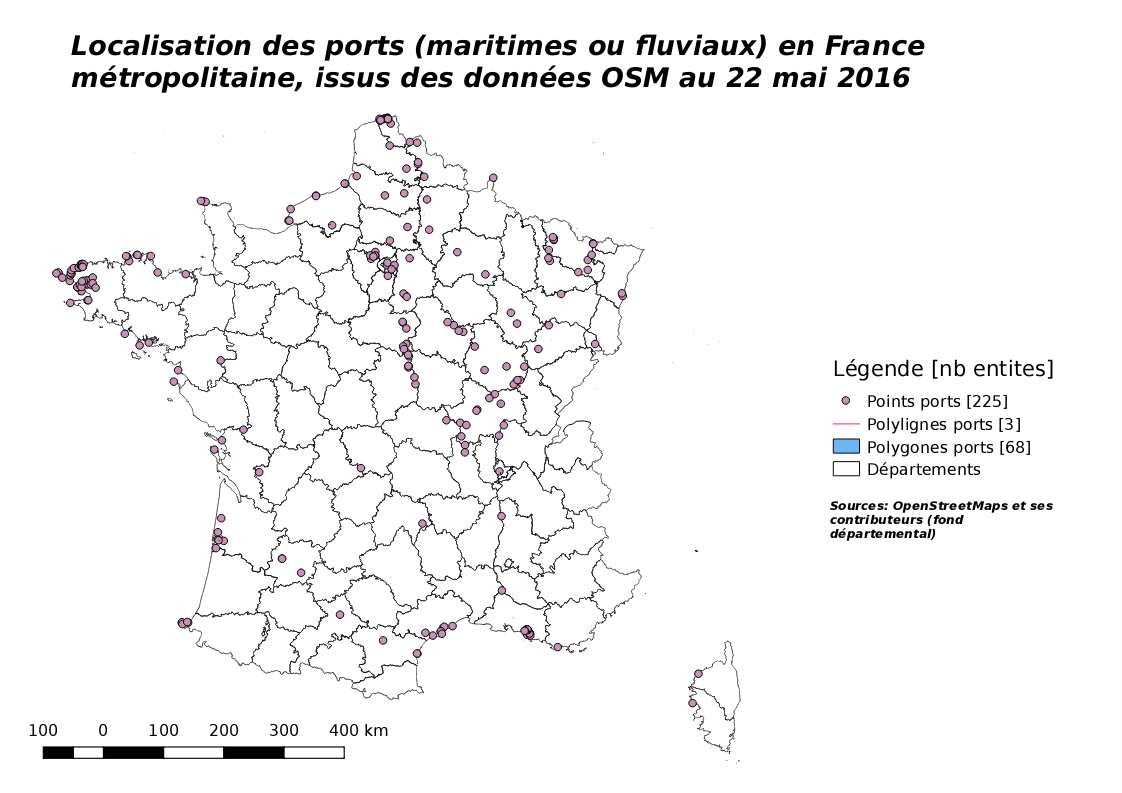 Localisation des ports (maritimes ou fluviaux) en France
métropolitaine, issus des données OSM au 22 mai 2016
Légende [nb entites]
Points ports [225]
Polylignes ports [3]
Polygones ports [68]
Départements
Sources: OpenStreetMaps et ses
contributeurs (fond
départemental)
100 0 100 200 300 400 km